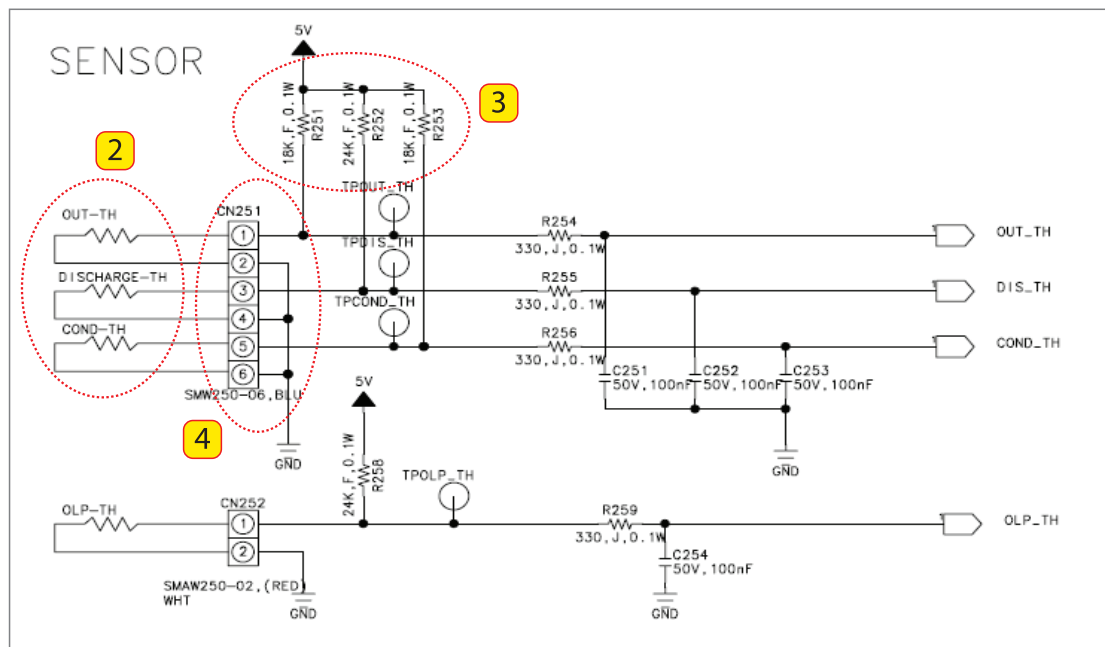 SENSOR
5V
18K,F,0.1W
R251
24K,F,0.1W
R252
18K,F,0.1W
R253
3
2
TPOUT_TH
OUT-TH
CN251
1
R254
330,J,0.1W
OUT_TH
2
TPDIS_TH
DISCHARGE-TH
3
R255
330,J,0.1W
DIS_TH
4
TPCOND_TH
COND-TH
5
R256
330,J,0.1W
COND_TH
6
SMW250-06,BLU
C251
50V,100nF
C252
50V,100nF
C253
50V,100nF
4
GND
GND
5V
24K,F,0.1W
R258
TPOLP_TH
OLP-TH
CN252
1
2
R259
330,J,0.1W
OLP_TH
C254
50V,100nF
SMAW250-02,(RED)
WHT
GND
GND